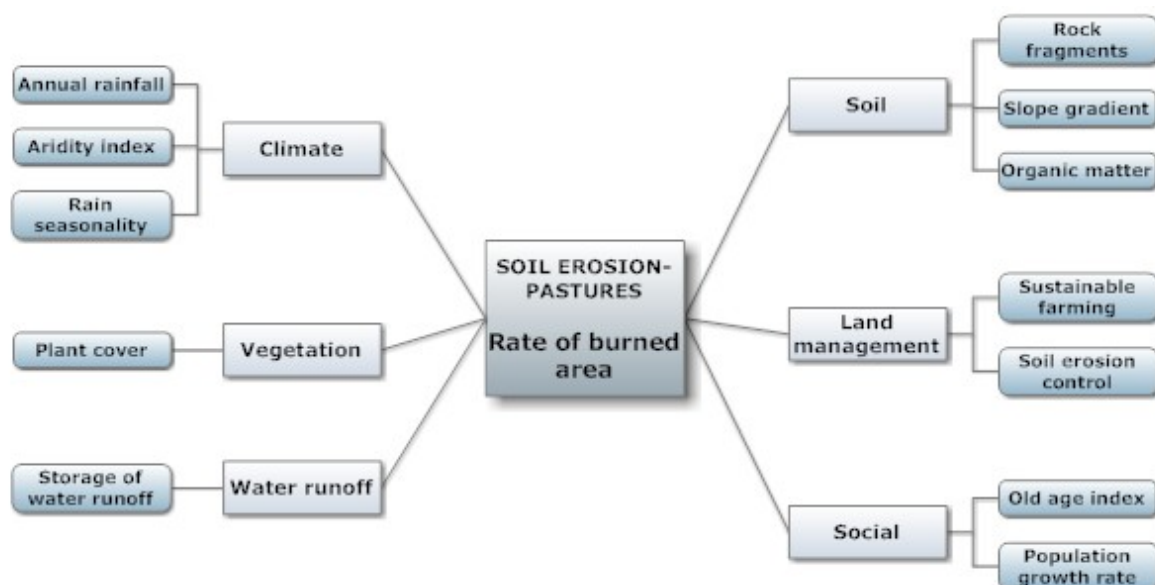 Annual rainfall
Aridity index
Rain
seasonality
Climate
Plant cover
Vegetation
Storage of
water runoff
Water runoff
SOIL EROSION-
PASTURES
Rate of burned
area
Soil
Rock
fragments
Slope gradient
Organic matter
Land
management
Sustainable
farming
Soil erosion
control
Social
Old age index
Population
growth rate